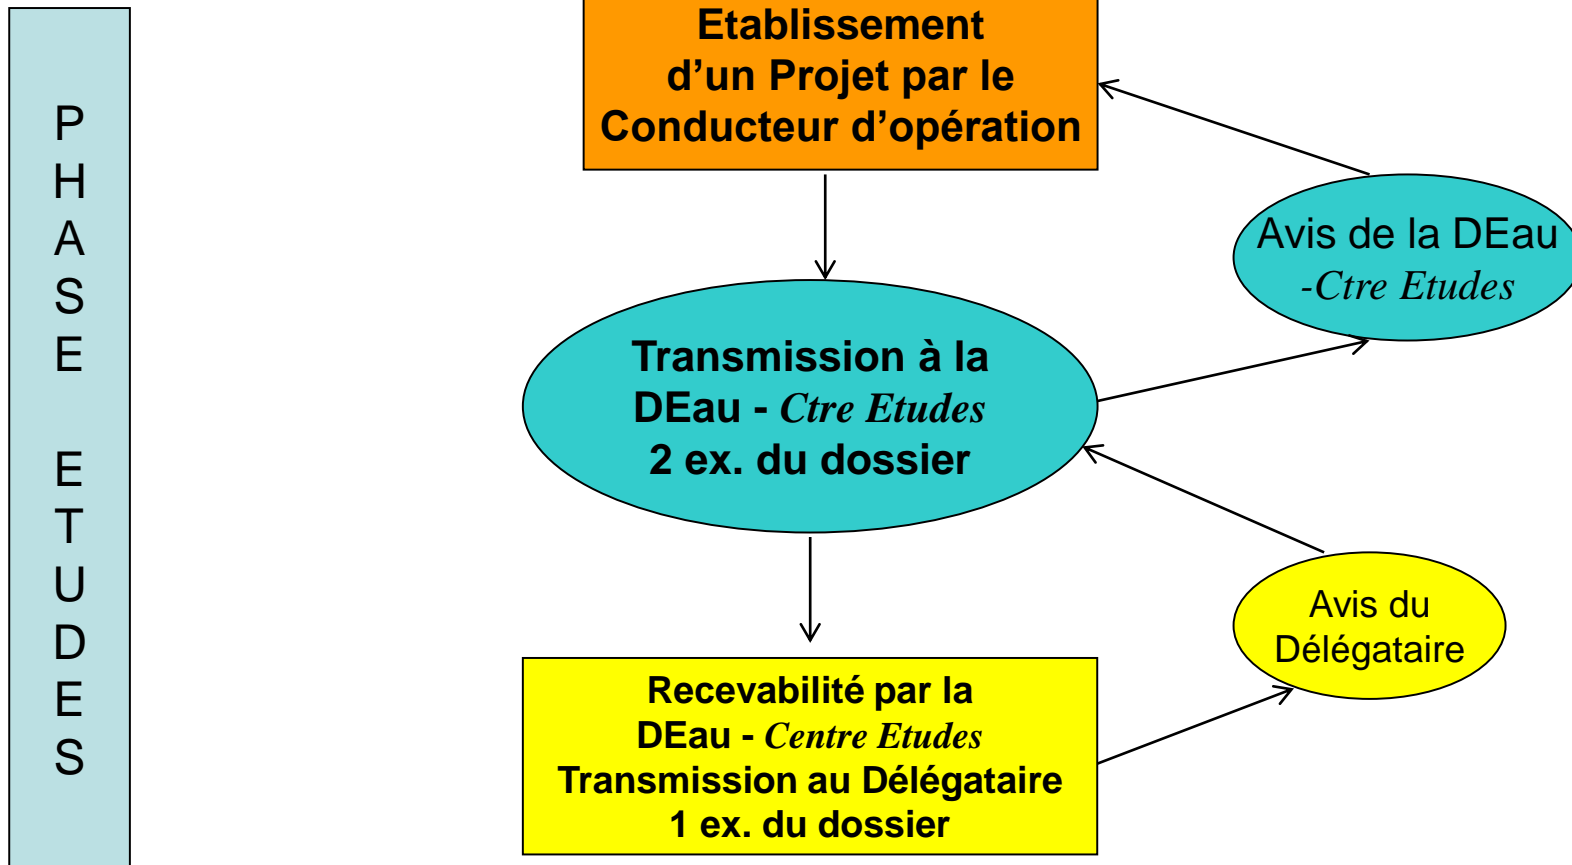 PHASE ETUDES
Etablissement
d’un Projet par le
Conducteur d’opération
Avis de la DEau
-Ctre Etudes
Transmission à la
DEau - Ctre Etudes
2 ex. du dossier
Avis du
Délégataire
Recevabilité par la
DEau - Centre Etudes
Transmission au Délégataire
1 ex. du dossier